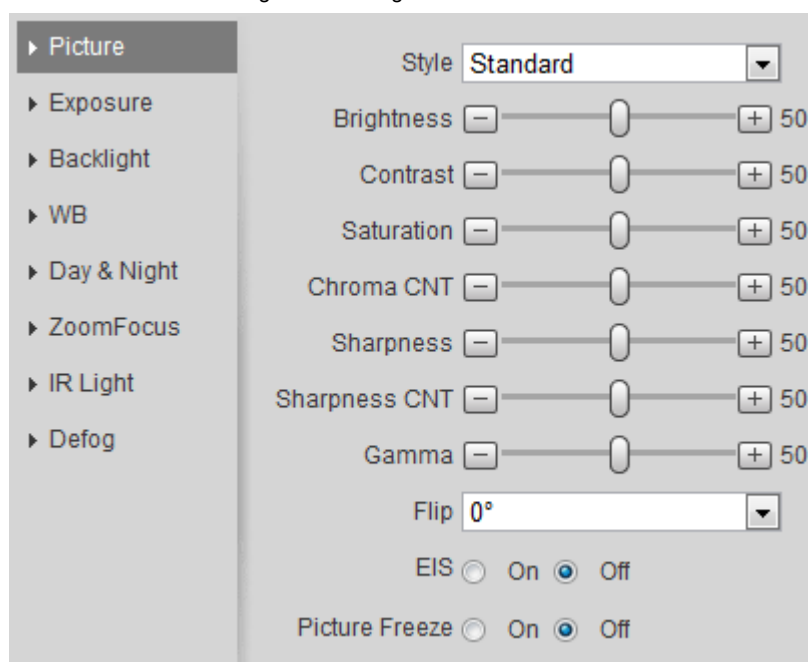 Picture
Exposure
Backlight
WB
Day & Night
ZoomFocus
IR Light
Defog
Style Standard
Brightness 50
Contrast 50
Saturation 50
Chroma CNT 50
Sharpness 50
Sharpness CNT 50
Gamma 50
Flip 0°
EIS On Off
Picture Freeze On Off